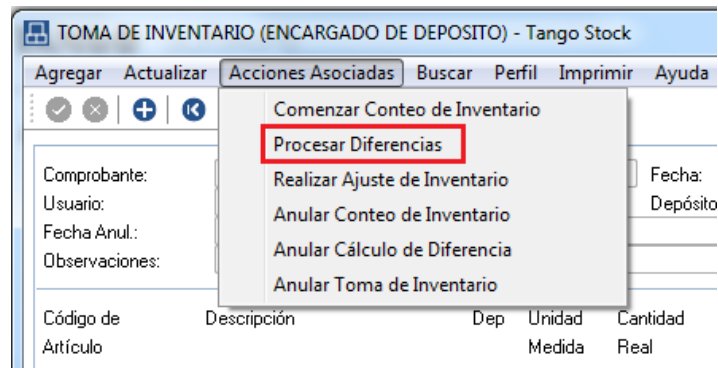 TOMA DE INVENTARIO (ENCARGADO DE DEPOSITO) - Tango Stock
Agregar Actualizar Acciones Asociadas Buscar Perfil Imprimir Ayuda
Comenzar Conteo de Inventario
Procesar Diferencias
Realizar Ajuste de Inventario
Anular Conteo de Inventario
Anular Cálculo de Diferencia
Anular Toma de Inventario
Comprobante: Fecha:
Usuario: Depósito
Fecha Anul.:
Observaciones:
Código de Descripción Dep Unidad Cantidad
Artículo Medida Real